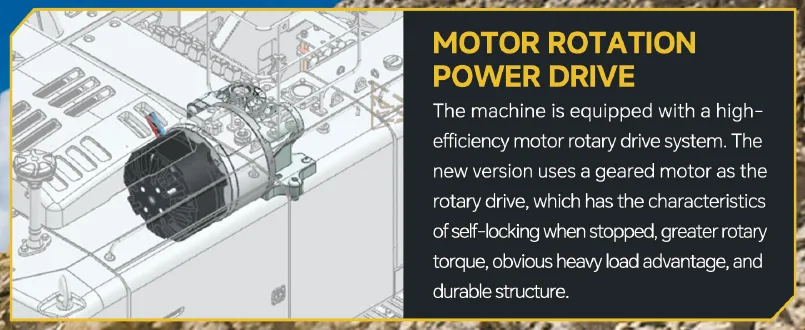 MOTOR ROTATION
POWER DRIVE
The machine is equipped with a high-
efficiency motor rotary drive system. The
new version uses a geared motor as the
rotary drive, which has the characteristics
of self-locking when stopped, greater rotary
torque, obvious heavy load advantage, and
durable structure.